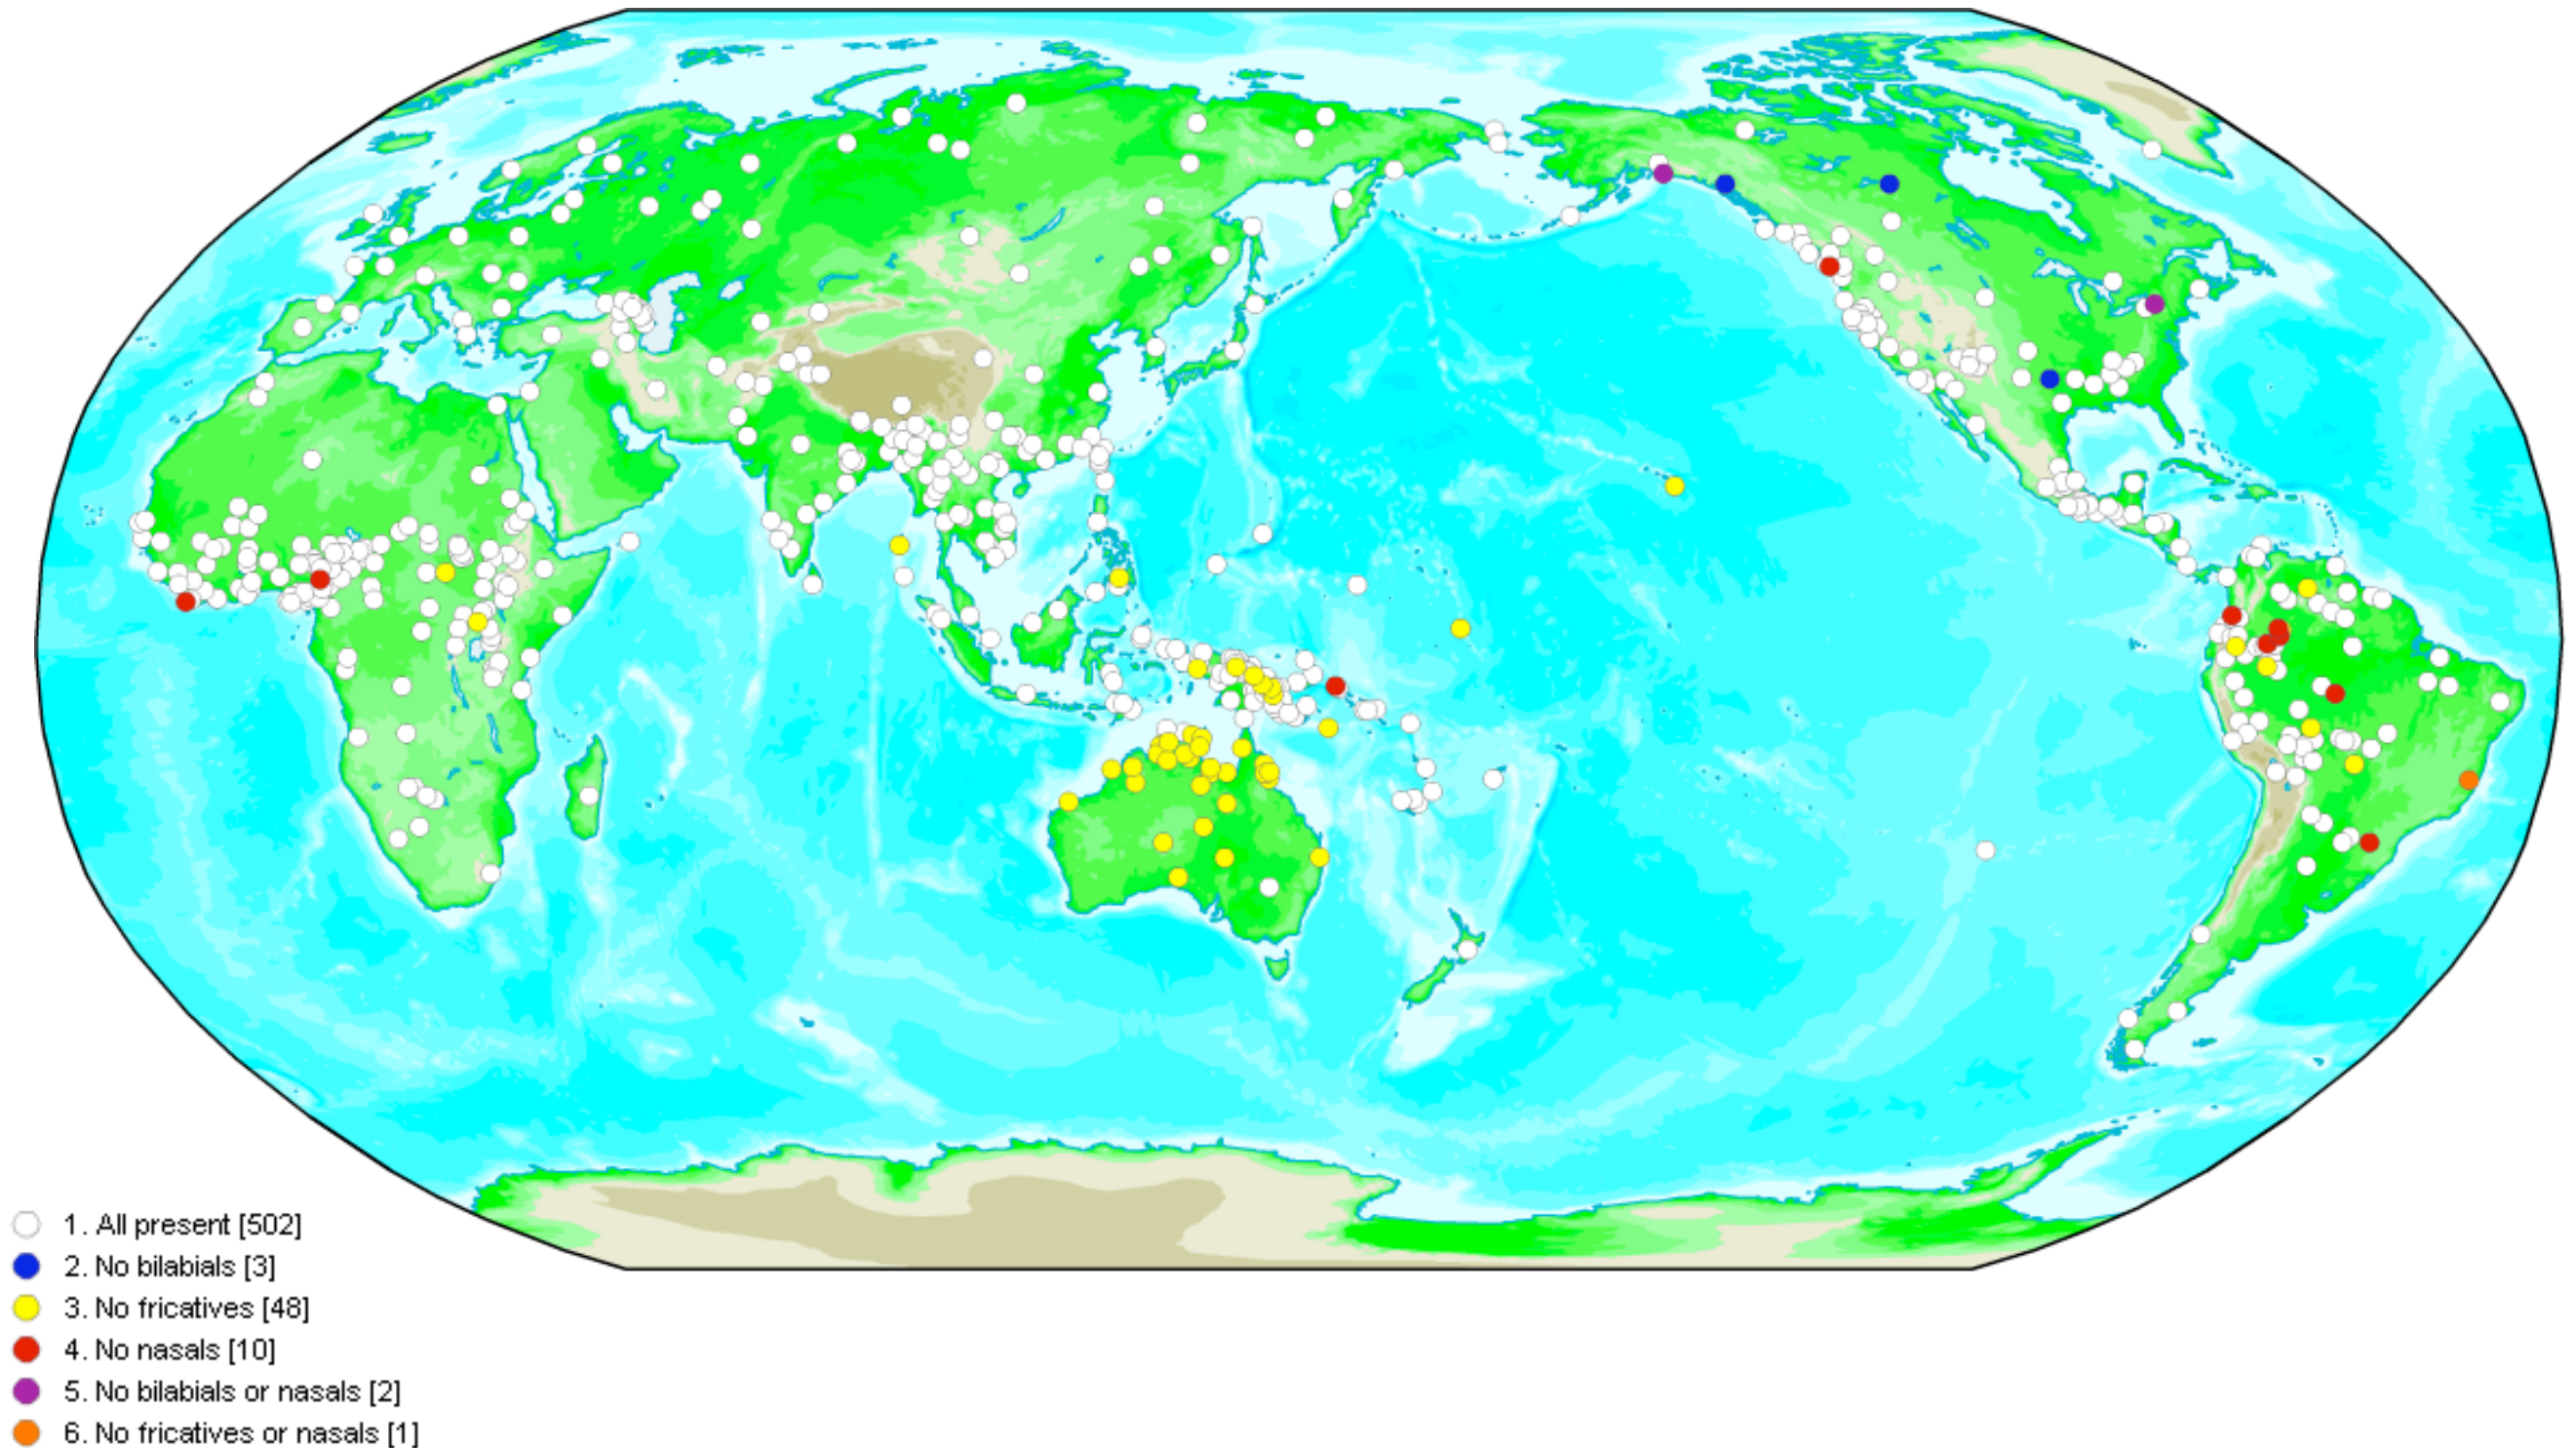 1. All present [502]
2. No bilabials [3]
3. No fricatives [48]
4. No nasals [10]
5. No bilabials or nasals [2]
6. No fricatives or nasals [1]